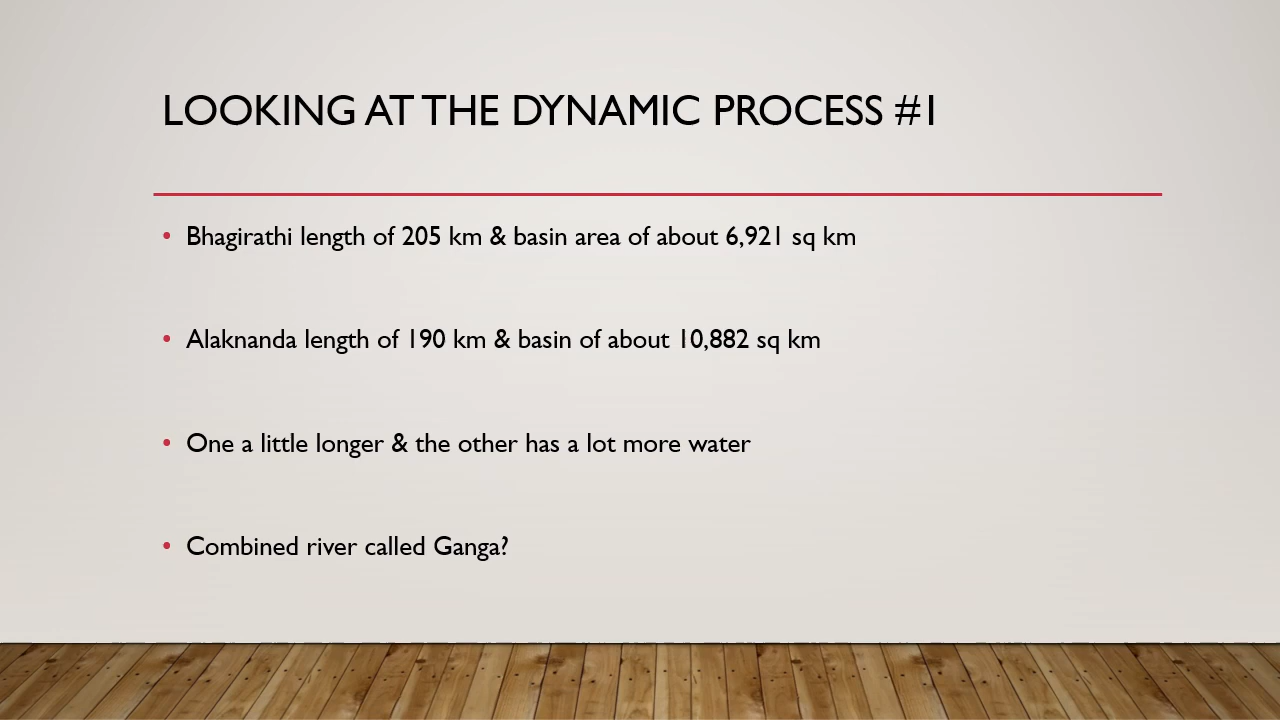 LOOKING AT THE DYNAMIC PROCESS #1
• Bhagirathi length of 205 km & basin area of about 6,921 sq km
• Alaknanda length of 190 km & basin of about 10,882 sq km
• One a little longer & the other has a lot more water
• Combined river called Ganga?